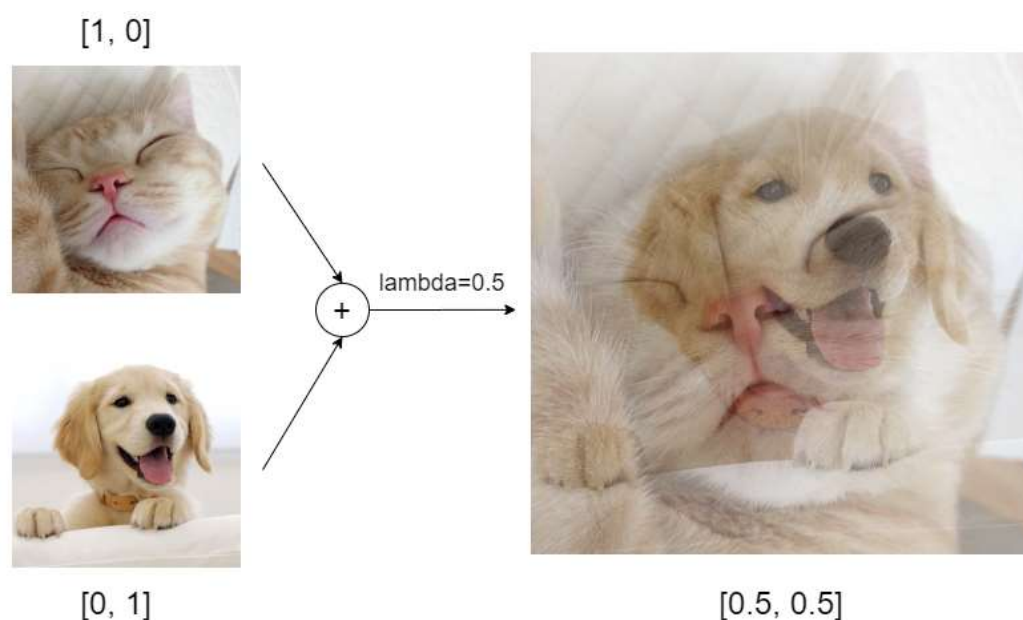 [1, 0]
lambda=0.5
+
[0, 1]
[0.5, 0.5]